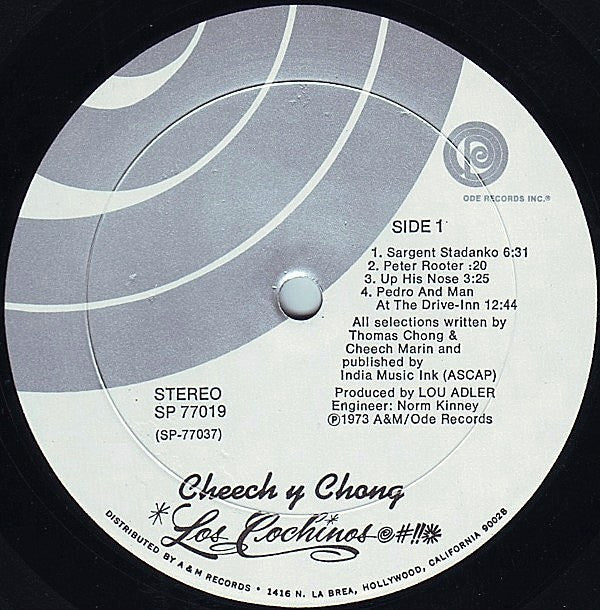 ODE RECORDS INC.®
SIDE 1
1. Sargent Stadanko 6:31
2. Peter Rooter :20
3. Up His Nose 3:25
4. Pedro And Man
At The Drive-Inn 12:44
All selections written by
Thomas Chong &
Cheech Marin and
published by
India Music Ink (ASCAP)
Produced by LOU ADLER
Engineer: Norm Kinney
℗1973 A&M/Ode Records
STEREO
SP 77019
(SP-77037)
Cheech y Chong
*Los Cochinos*©#!!*
DISTRIBUTED BY A & M RECORDS • 1416 N. LA BREA, HOLLYWOOD, CALIFORNIA 90028